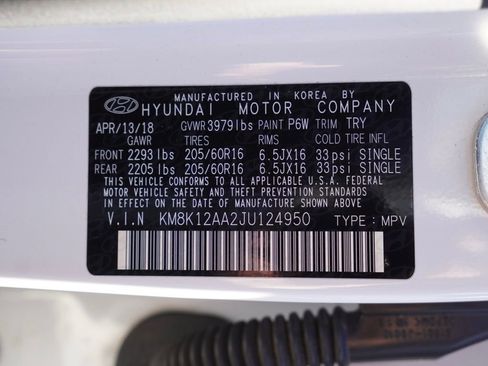 MANUFACTURED IN KOREA BY
HYUNDAI MOTOR COMPANY
APR/13/18 GVWR 3979lbs PAINT P6W TRIM TRY
GAWR TIRES RIMS COLD TIRE INFL
FRONT 2293 lbs 205/60R16 6.5JX16 33psi SINGLE
REAR 2205 lbs 205/60R16 6.5JX16 33psi SINGLE
THIS VEHICLE CONFORMS TO ALL APPLICABLE U.S.A. FEDERAL
MOTOR VEHICLE SAFETY AND THEFT PREVENTION STANDARDS
IN EFFECT ON THE DATE OF MANUFACTURE SHOWN ABOVE.
V.I.N KM8K12AA2JU124950 TYPE : MPV